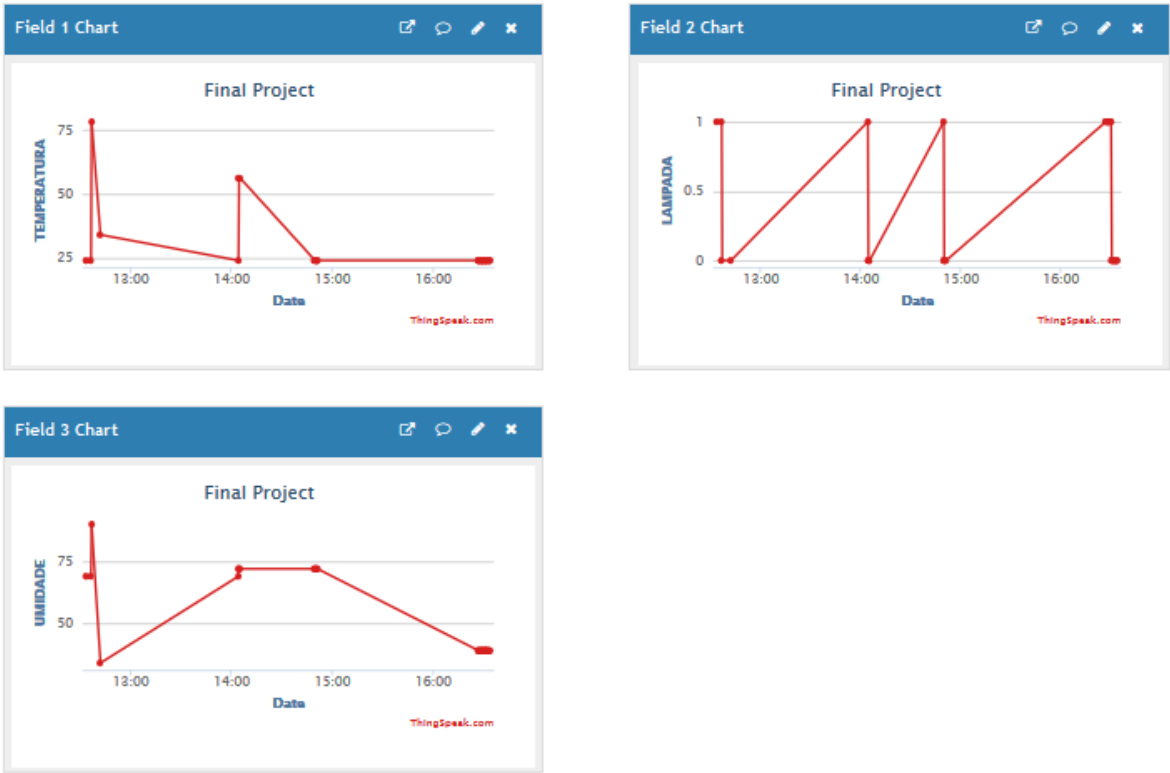 Field 1 Chart
Final Project
TEMPERATURA
75
50
25
13:00 14:00 15:00 16:00
Date
ThingSpeak.com
Field 2 Chart
Final Project
LAMPADA
1
0.5
0
13:00 14:00 15:00 16:00
Date
ThingSpeak.com
Field 3 Chart
Final Project
UMIDADE
75
50
13:00 14:00 15:00 16:00
Date
ThingSpeak.com